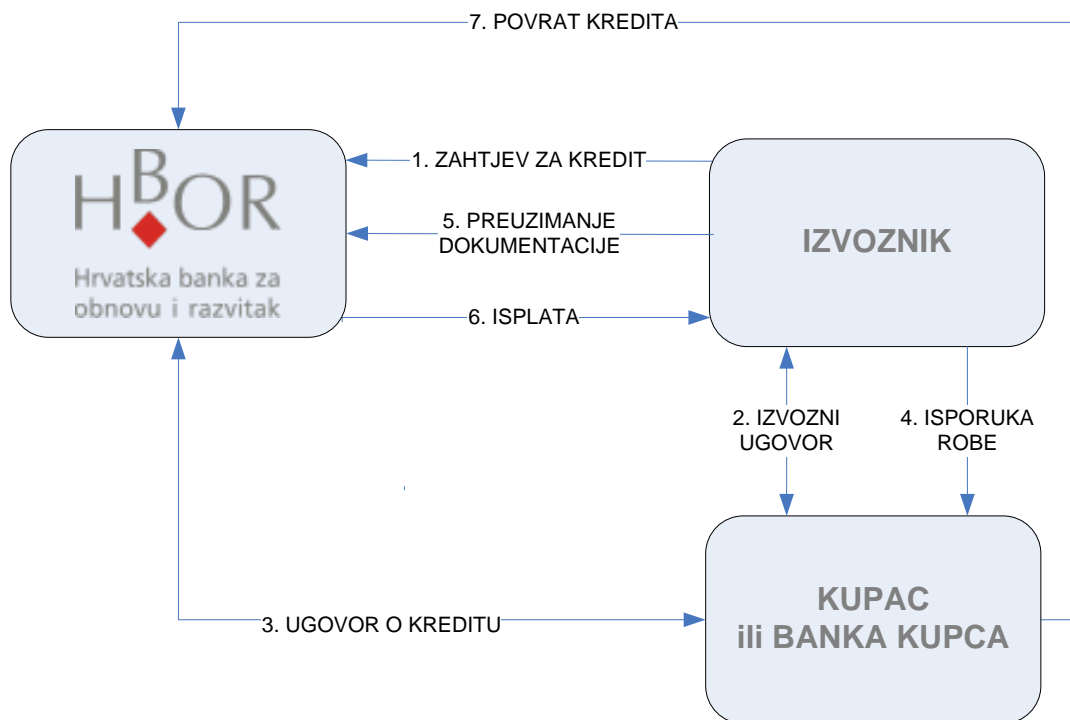 7. POVRAT KREDITA
HBOR
Hrvatska banka za
obnovu i razvitak
1. ZAHTJEV ZA KREDIT
5. PREUZIMANJE
DOKUMENTACIJE
6. ISPLATA
IZVOZNIK
2. IZVOZNI
UGOVOR
4. ISPORUKA
ROBE
3. UGOVOR O KREDITU
KUPAC
ili BANKA KUPCA